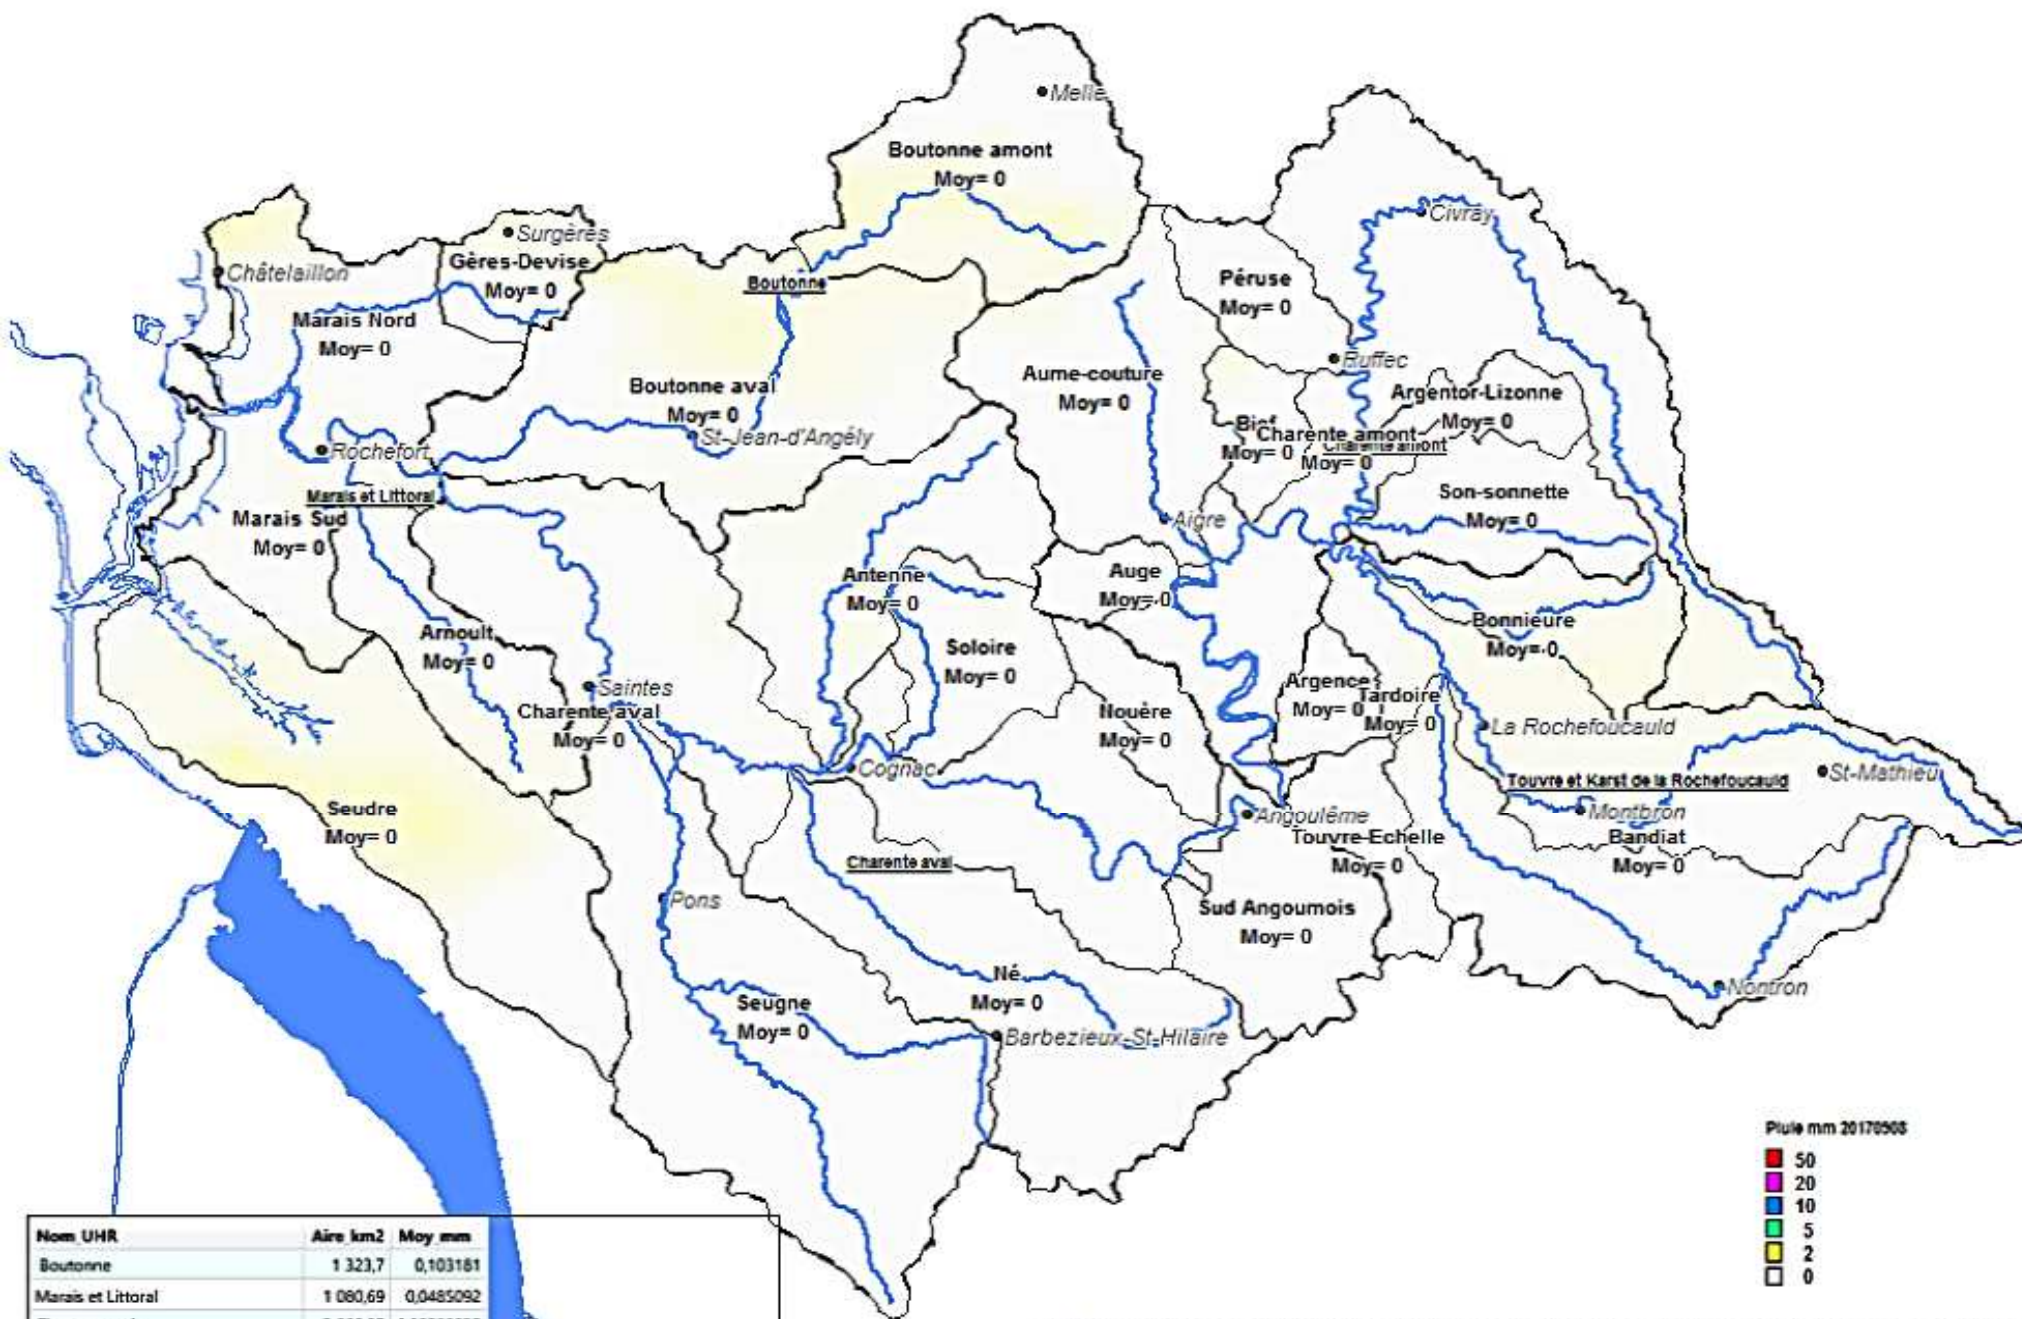 Melle
Boutonne amont
Moy= 0
Civray
Surgères
Châtelaillon
Gères-Devise
Moy= 0
Boutonne
Péruse
Moy= 0
Marais Nord
Moy= 0
Ruffec
Boutonne aval
Moy= 0
Aume-couture
Moy= 0
Argentor-Lizonne
Moy= 0
St-Jean-d'Angély
Bief
Moy= 0
Charente amont
Charente amont
Moy= 0
Rochefort
Marais et Littoral
Son-sonnette
Moy= 0
Marais Sud
Moy= 0
Aigre
Antenne
Moy= 0
Auge
Moy= 0
Arnoult
Moy= 0
Soloire
Moy= 0
Bonnieure
Moy= 0
Saintes
Charente aval
Moy= 0
Argence
Moy= 0
Tardoire
Moy= 0
Nouère
Moy= 0
La Rochefoucauld
Cognac
Touvre et Karst de la Rochefoucauld
St-Mathieu
Seudre
Moy= 0
Angoulême
Montbron
Touvre-Echelle
Moy= 0
Bandiat
Moy= 0
Charente aval
Pons
Sud Angoumois
Moy= 0
Né
Moy= 0
Nontron
Seugne
Moy= 0
Barbezieux-St-Hilaire
Pluie mm 20170908
50
20
10
5
2
0
Nom_UHR Aire_km2 Moy_mm
Boutonne 1 323,7 0,103181
Marais et Littoral 1 080,69 0,0485092